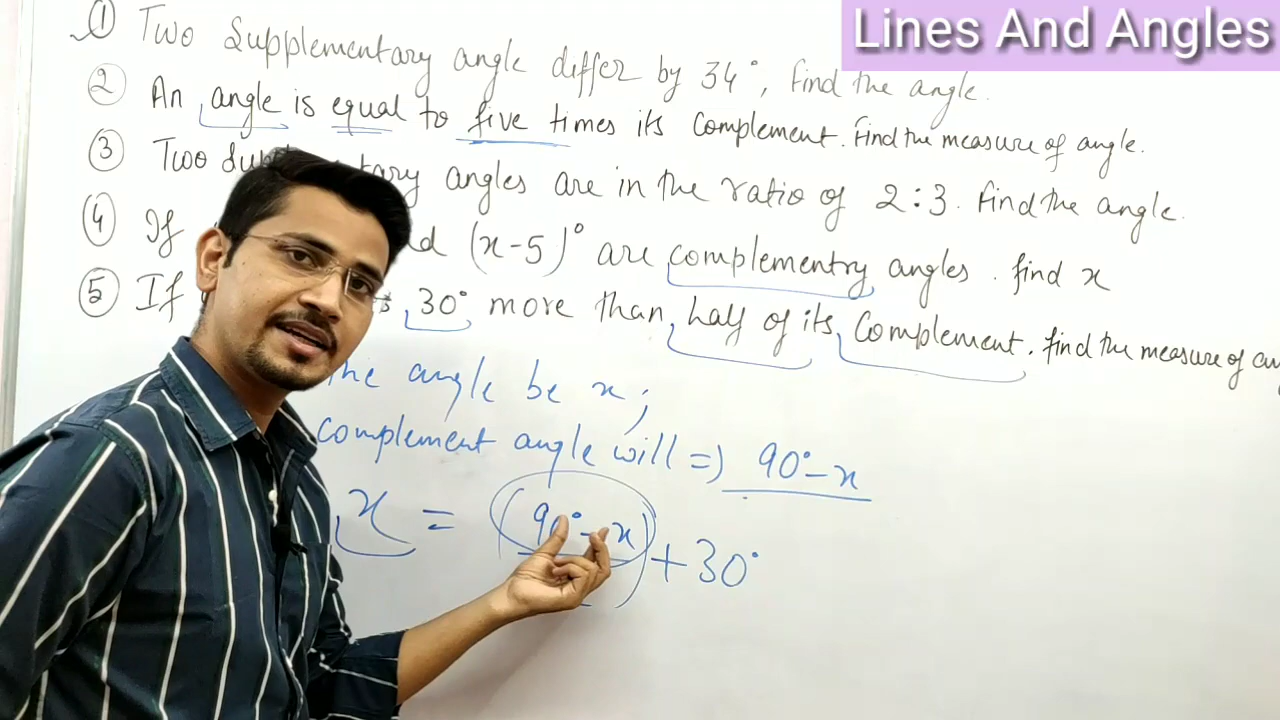 Lines And Angles
① Two Supplementary angle differ by 34°, Find the angle.
② An angle is equal to five times its complement. Find the measure of angle.
③ Two angles are in the ratio of 2:3. Find the angle.
④ If (x-5)° are complementry angles. find x
⑤ If 30° more than half of its Complement. find the measure of
the angle be x;
complement angle will => 90°-x
x = (90°-x) + 30°